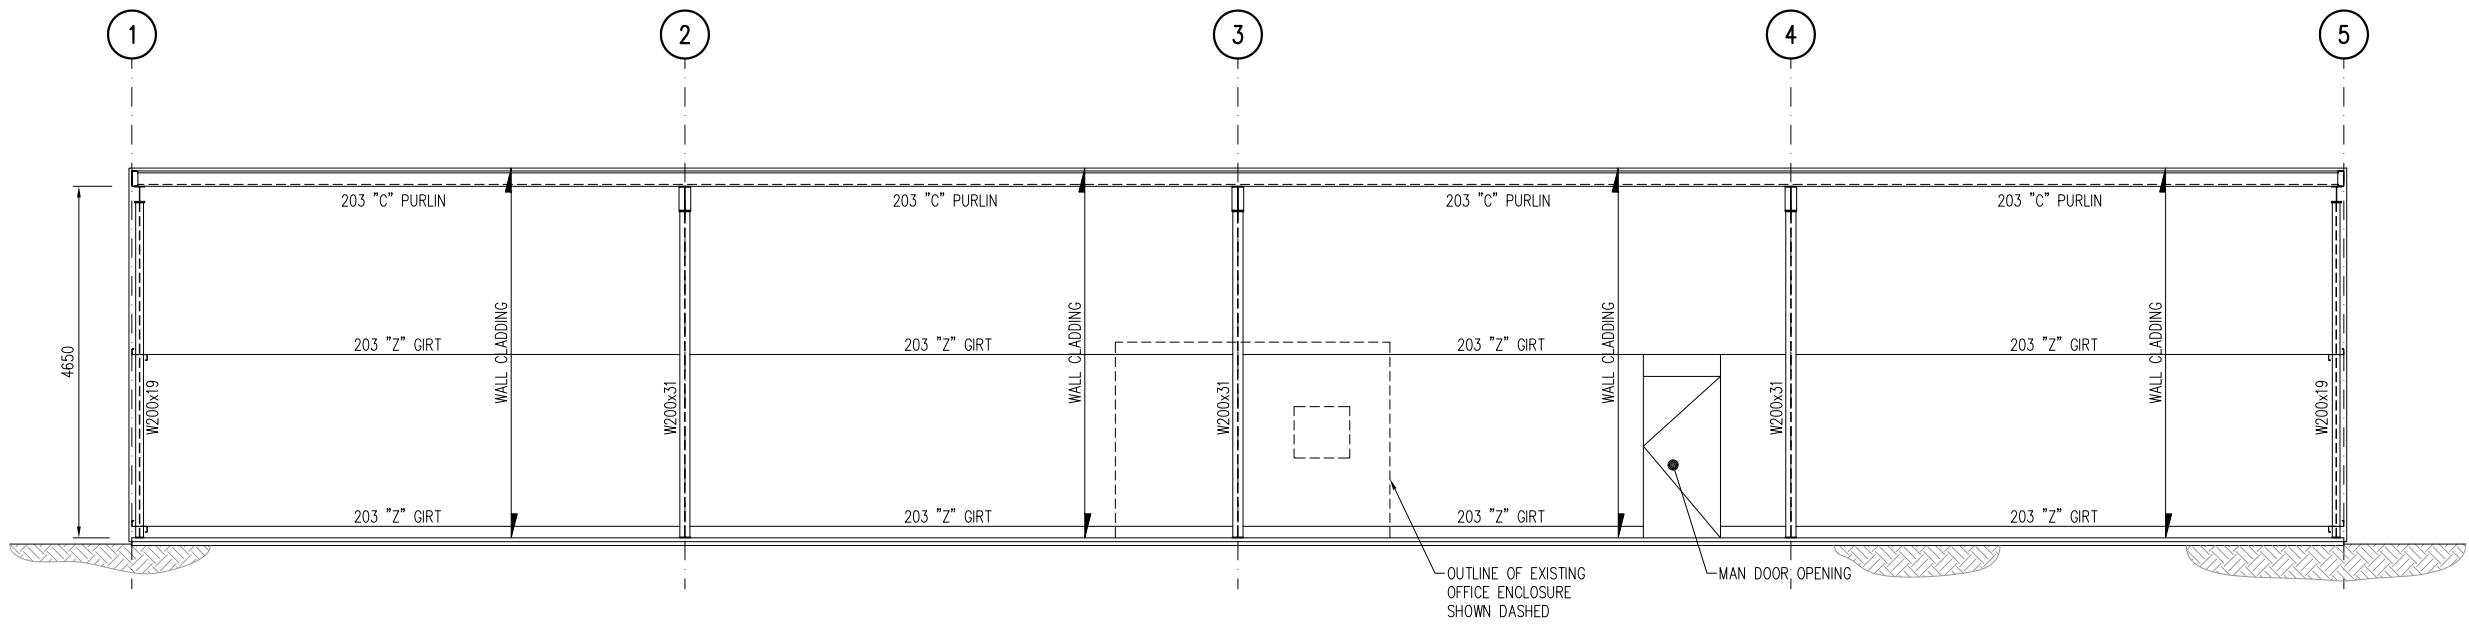 1
2
3
4
5
203 "C" PURLIN
203 "C" PURLIN
203 "C" PURLIN
203 "C" PURLIN
WALL CLADDING
WALL CLADDING
WALL CLADDING
WALL CLADDING
203 "Z" GIRT
203 "Z" GIRT
203 "Z" GIRT
203 "Z" GIRT
4650
W200x19
W200x31
W200x31
W200x31
W200x19
203 "Z" GIRT
203 "Z" GIRT
203 "Z" GIRT
203 "Z" GIRT
OUTLINE OF EXISTING
OFFICE ENCLOSURE
SHOWN DASHED
MAN DOOR OPENING